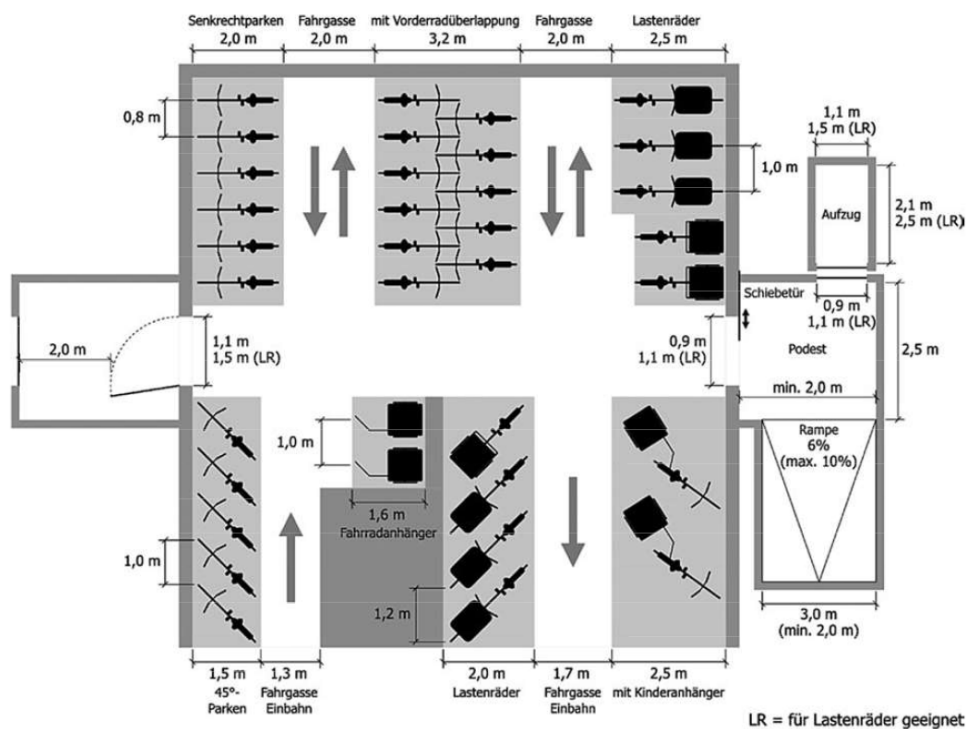 Senkrechtparken
2,0 m
Fahrgasse
2,0 m
mit Vorderradüberlappung
3,2 m
Fahrgasse
2,0 m
Lastenräder
2,5 m
0,8 m
1,0 m
1,1 m
1,5 m (LR)
Aufzug
2,1 m
2,5 m (LR)
Schiebetür
0,9 m
1,1 m (LR)
2,0 m
1,1 m
1,5 m (LR)
0,9 m
1,1 m (LR)
Podest
2,5 m
min. 2,0 m
1,0 m
Rampe
6%
(max. 10%)
1,6 m
Fahrradanhänger
1,0 m
1,2 m
3,0 m
(min. 2,0 m)
1,5 m
45°-
Parken
1,3 m
Fahrgasse
Einbahn
2,0 m
Lastenräder
1,7 m
Fahrgasse
Einbahn
2,5 m
mit Kinderanhänger
LR = für Lastenräder geeignet